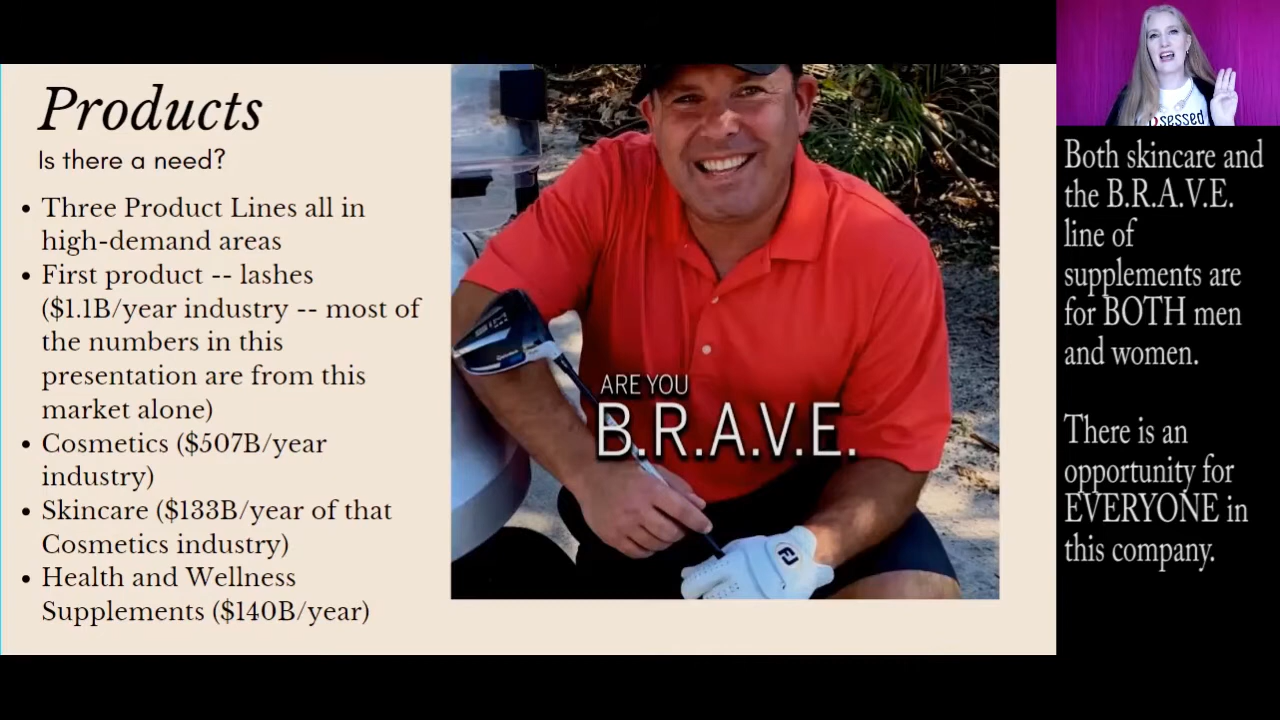 Products
Is there a need?
• Three Product Lines all in
high-demand areas
• First product -- lashes
($1.1B/year industry -- most of
the numbers in this
presentation are from this
market alone)
• Cosmetics ($507B/year
industry)
• Skincare ($133B/year of that
Cosmetics industry)
• Health and Wellness
Supplements ($140B/year)
ARE YOU
B.R.A.V.E.
FJ
sessed
Both skincare and
the B.R.A.V.E.
line of
supplements are
for BOTH men
and women.
There is an
opportunity for
EVERYONE in
this company.